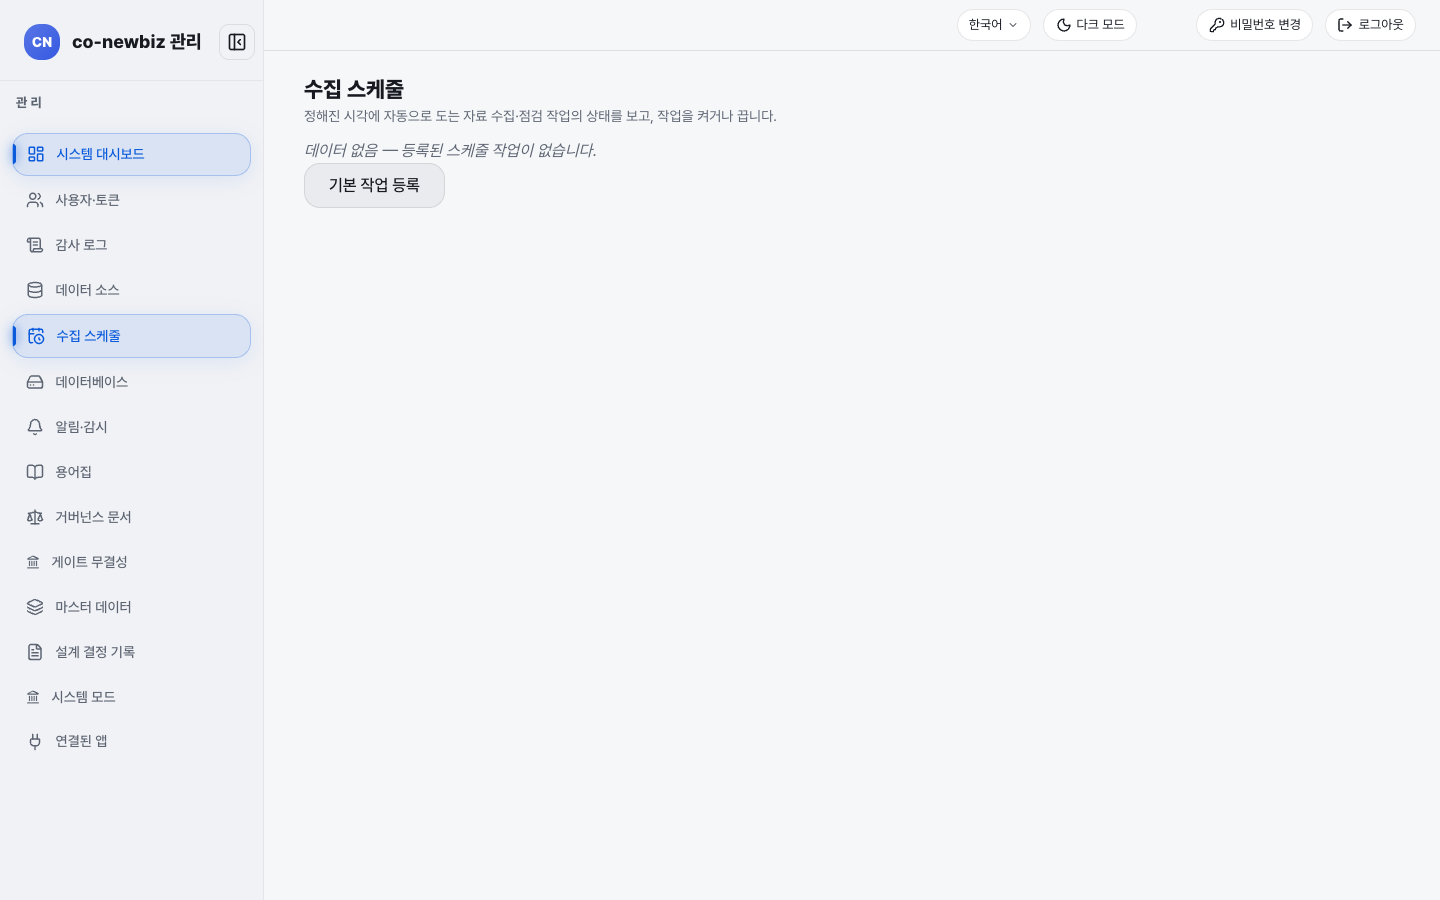 CN
co-newbiz 관리
한국어
다크 모드
비밀번호 변경
로그아웃
관리
시스템 대시보드
사용자·토큰
감사 로그
데이터 소스
수집 스케줄
데이터베이스
알림·감시
용어집
거버넌스 문서
게이트 무결성
마스터 데이터
설계 결정 기록
시스템 모드
연결된 앱
수집 스케줄
정해진 시각에 자동으로 도는 자료 수집·점검 작업의 상태를 보고, 작업을 켜거나 끕니다.
데이터 없음 — 등록된 스케줄 작업이 없습니다.
기본 작업 등록